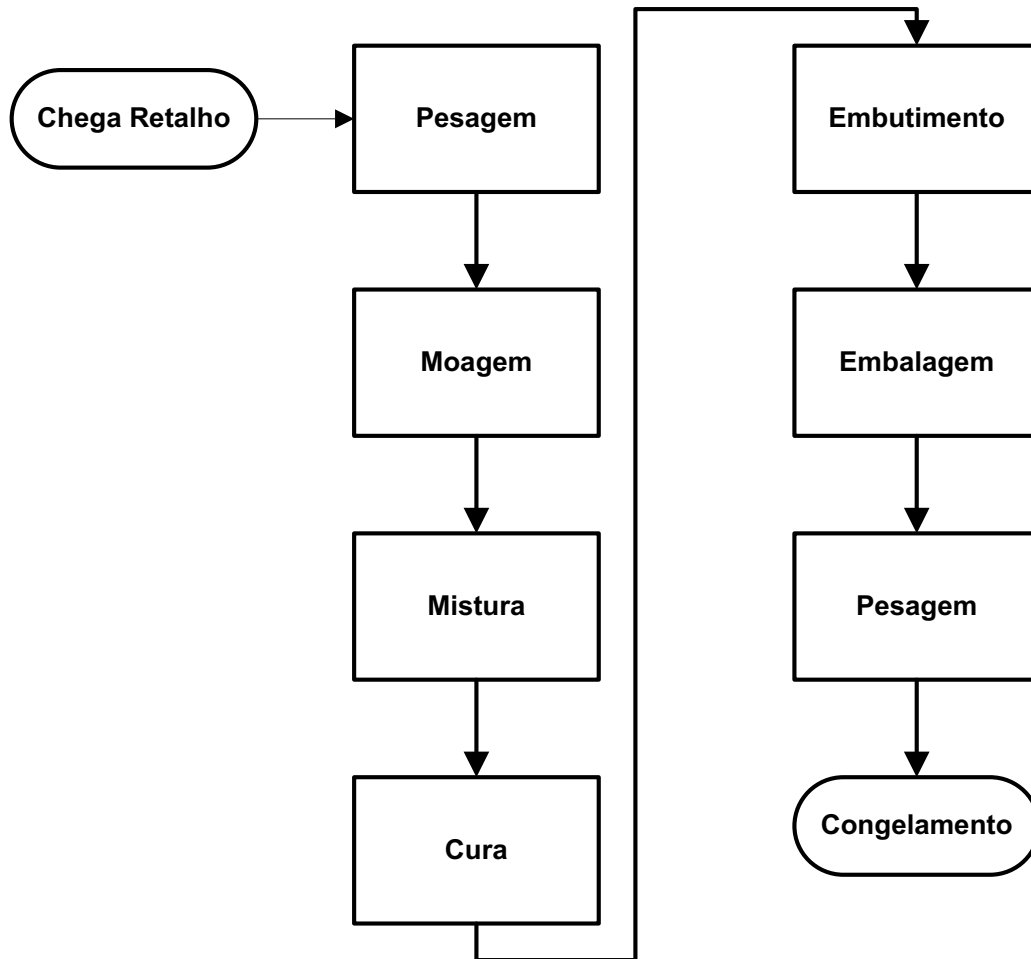 Chega Retalho
Pesagem
Moagem
Mistura
Cura
Embutimento
Embalagem
Pesagem
Congelamento